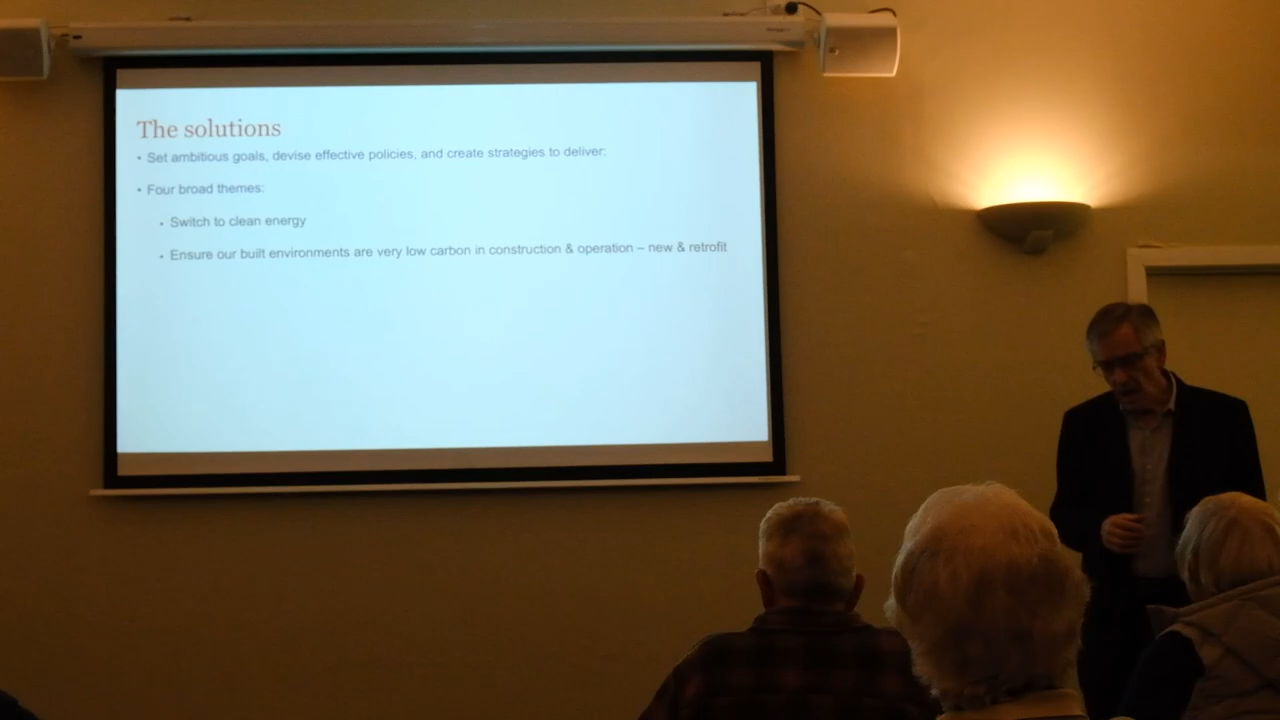 The solutions
• Set ambitious goals, devise effective policies, and create strategies to deliver:
• Four broad themes:
• Switch to clean energy
• Ensure our built environments are very low carbon in construction & operation – new & retrofit